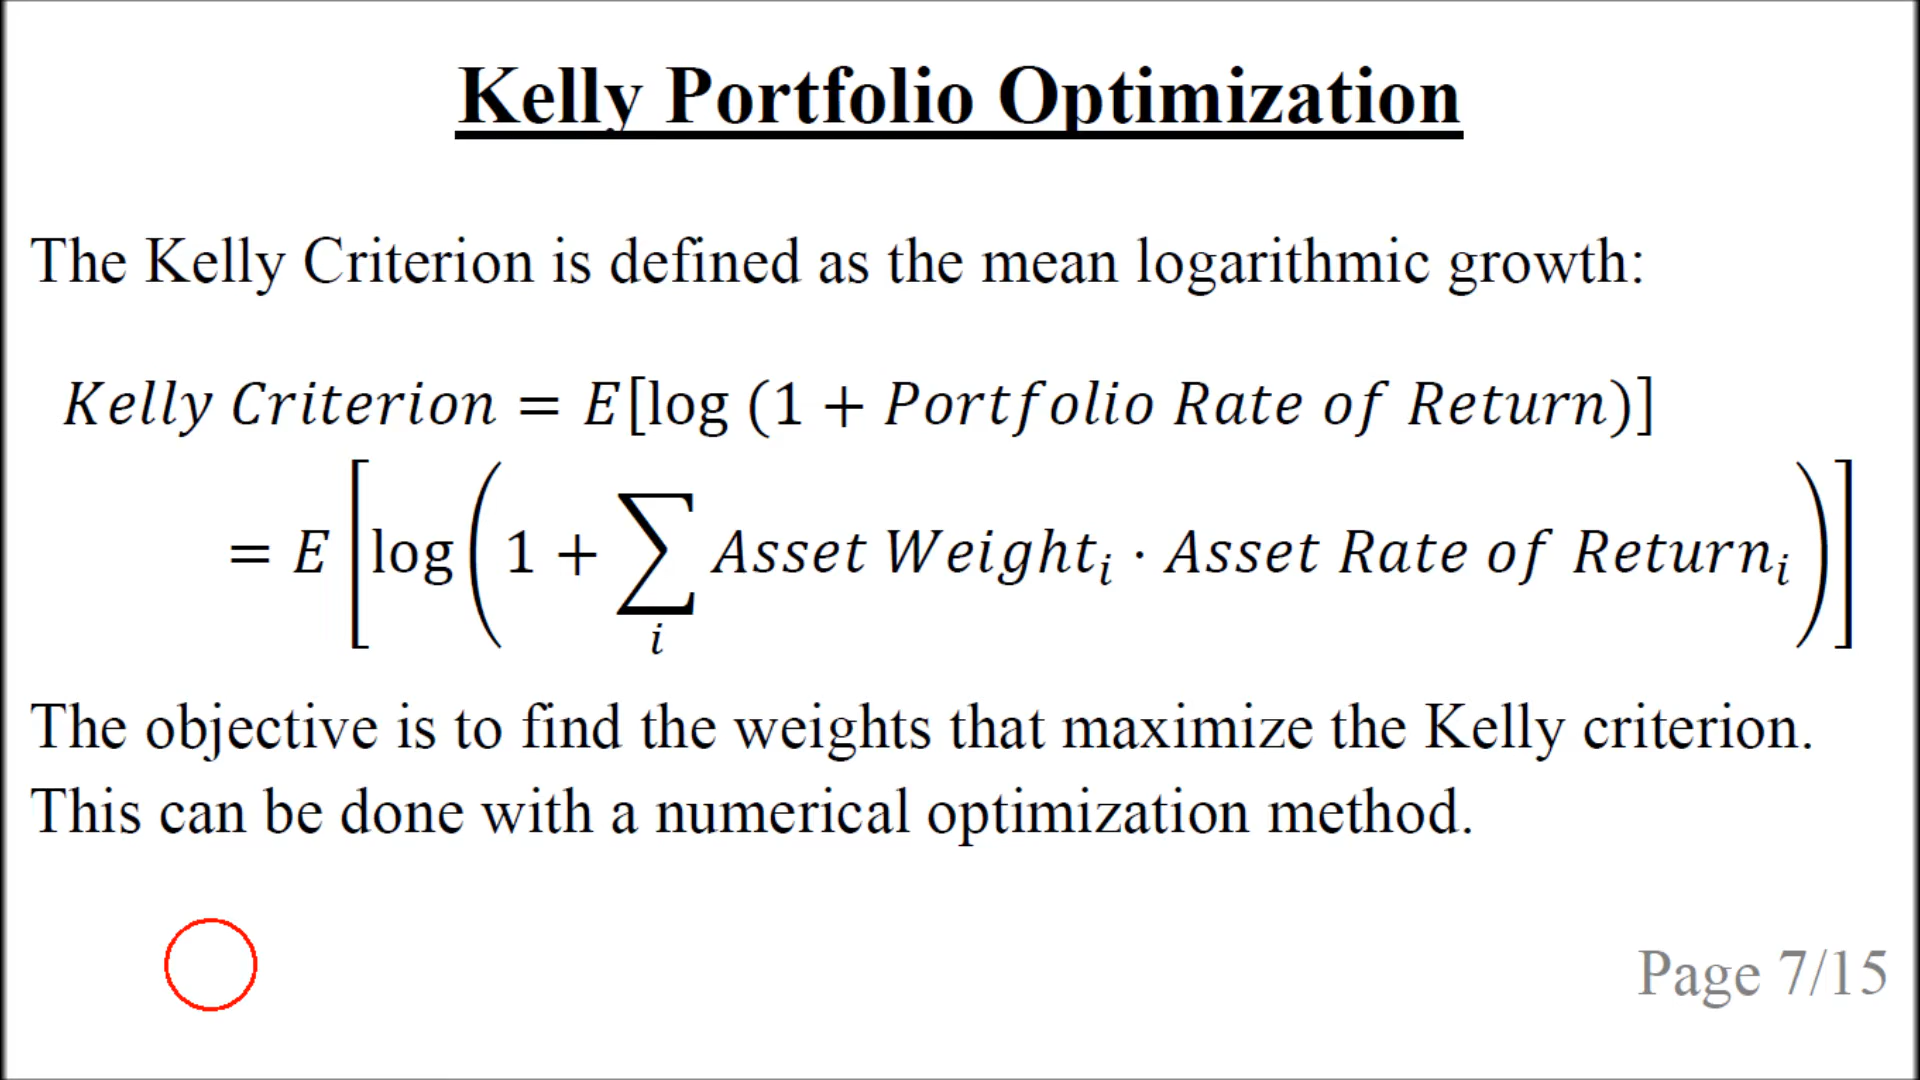 Kelly Portfolio Optimization
The Kelly Criterion is defined as the mean logarithmic growth:
Kelly Criterion = E[log (1 + Portfolio Rate of Return)]
= E [log (1 + ∑ᵢ Asset Weightᵢ · Asset Rate of Returnᵢ)]
The objective is to find the weights that maximize the Kelly criterion.
This can be done with a numerical optimization method.
Page 7/15